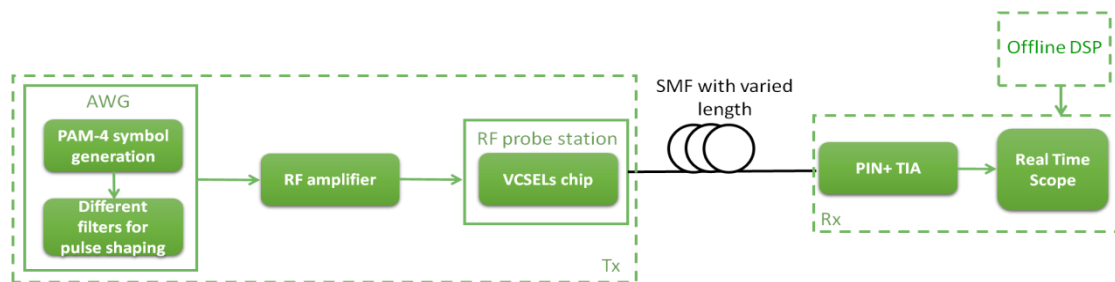 AWG
PAM-4 symbol
generation
Different
filters for
pulse shaping
RF amplifier
RF probe station
VCSELs chip
Tx
SMF with varied
length
PIN+ TIA
Real Time
Scope
Rx
Offline DSP